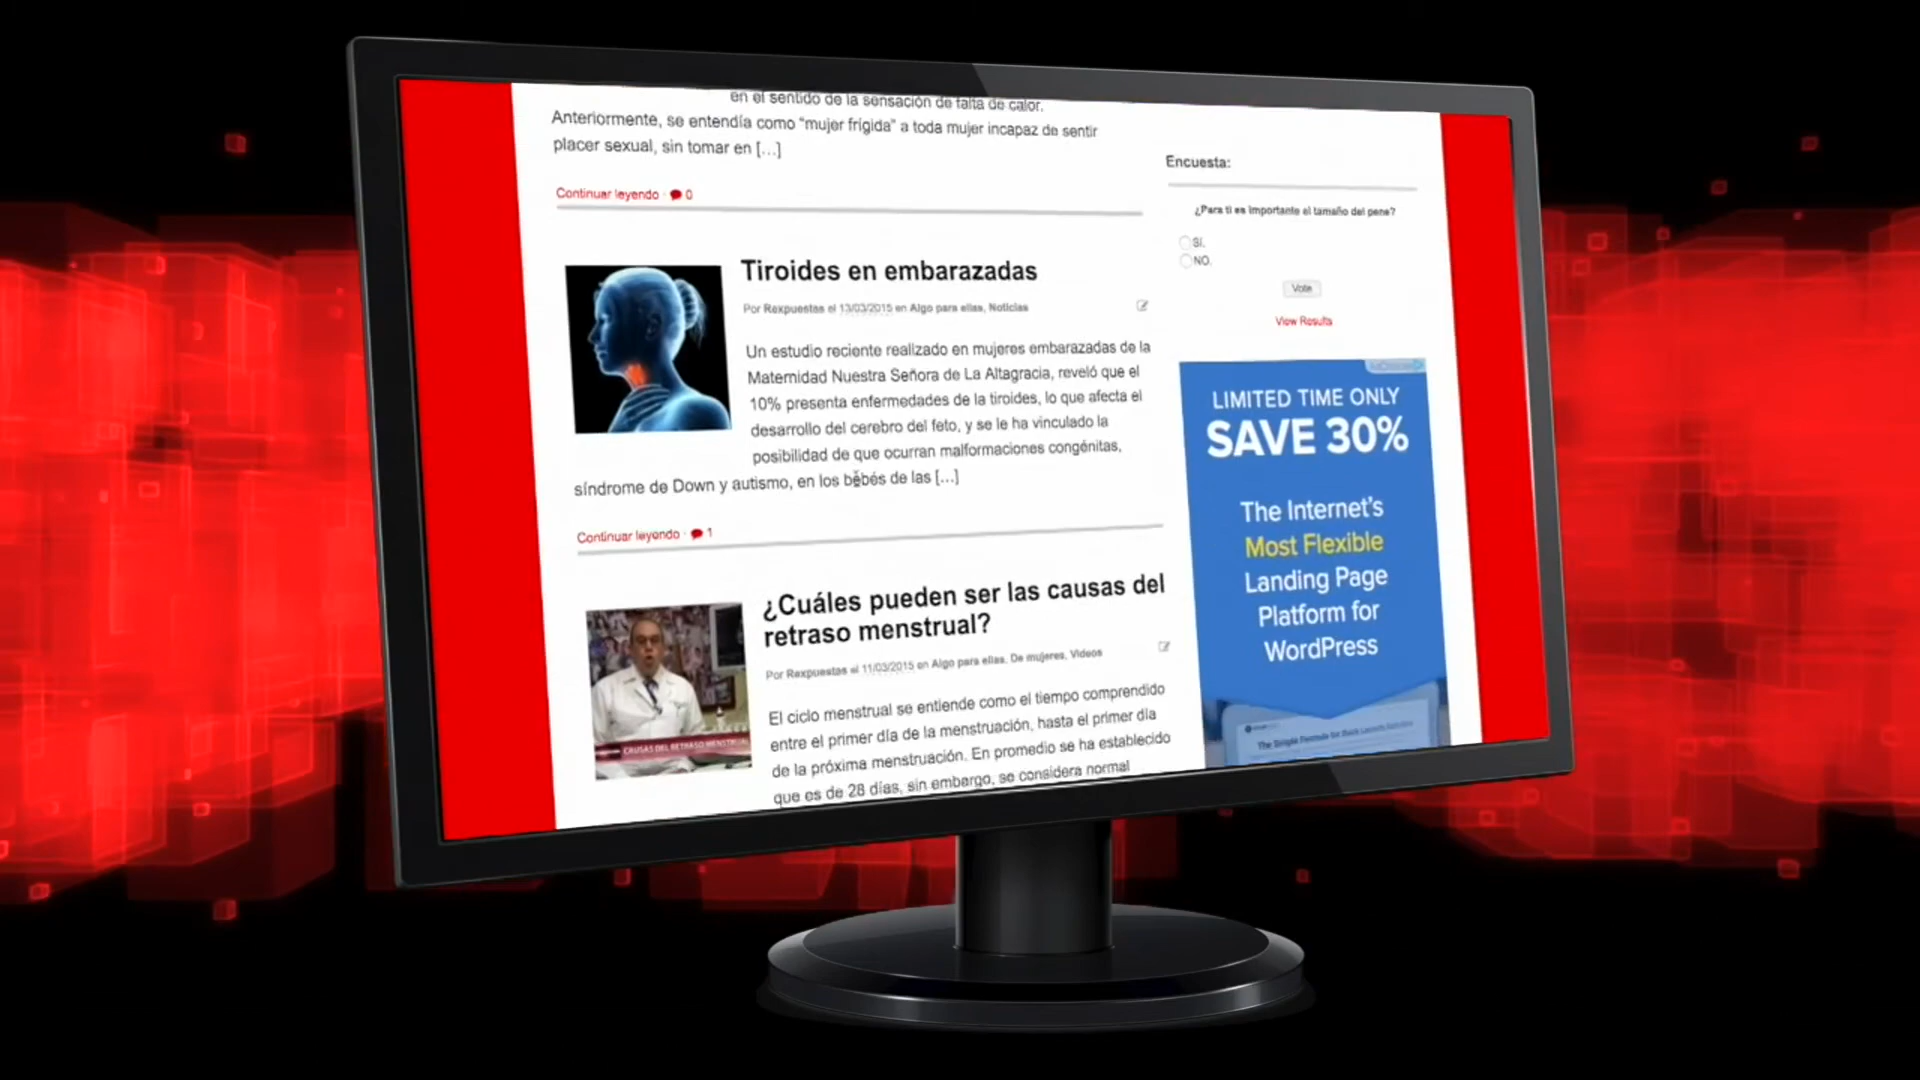 en el sentido de la sensación de falta de calor.
Anteriormente, se entendía como “mujer frígida” a toda mujer incapaz de sentir
placer sexual, sin tomar en [...]
Continuar leyendo · 0
Tiroides en embarazadas
Por Rexpuestas el 13/03/2015 en Algo para ellas, Noticias
Un estudio reciente realizado en mujeres embarazadas de la
Maternidad Nuestra Señora de La Altagracia, reveló que el
10% presenta enfermedades de la tiroides, lo que afecta el
desarrollo del cerebro del feto, y se le ha vinculado la
posibilidad de que ocurran malformaciones congénitas,
síndrome de Down y autismo, en los bebés de las [...]
Continuar leyendo · 1
¿Cuáles pueden ser las causas del
retraso menstrual?
Por Rexpuestas el 11/03/2015 en Algo para ellas, De mujeres, Videos
El ciclo menstrual se entiende como el tiempo comprendido
entre el primer día de la menstruación, hasta el primer día
de la próxima menstruación. En promedio se ha establecido
que es de 28 días, sin embargo, se considera normal
CAUSAS DEL RETRASO MENSTRUAL
Encuesta:
¿Para ti es importante el tamaño del pene?
SI.
NO.
Vote
View Results
LIMITED TIME ONLY
SAVE 30%
The Internet's
Most Flexible
Landing Page
Platform for
WordPress
The Simple Formula for